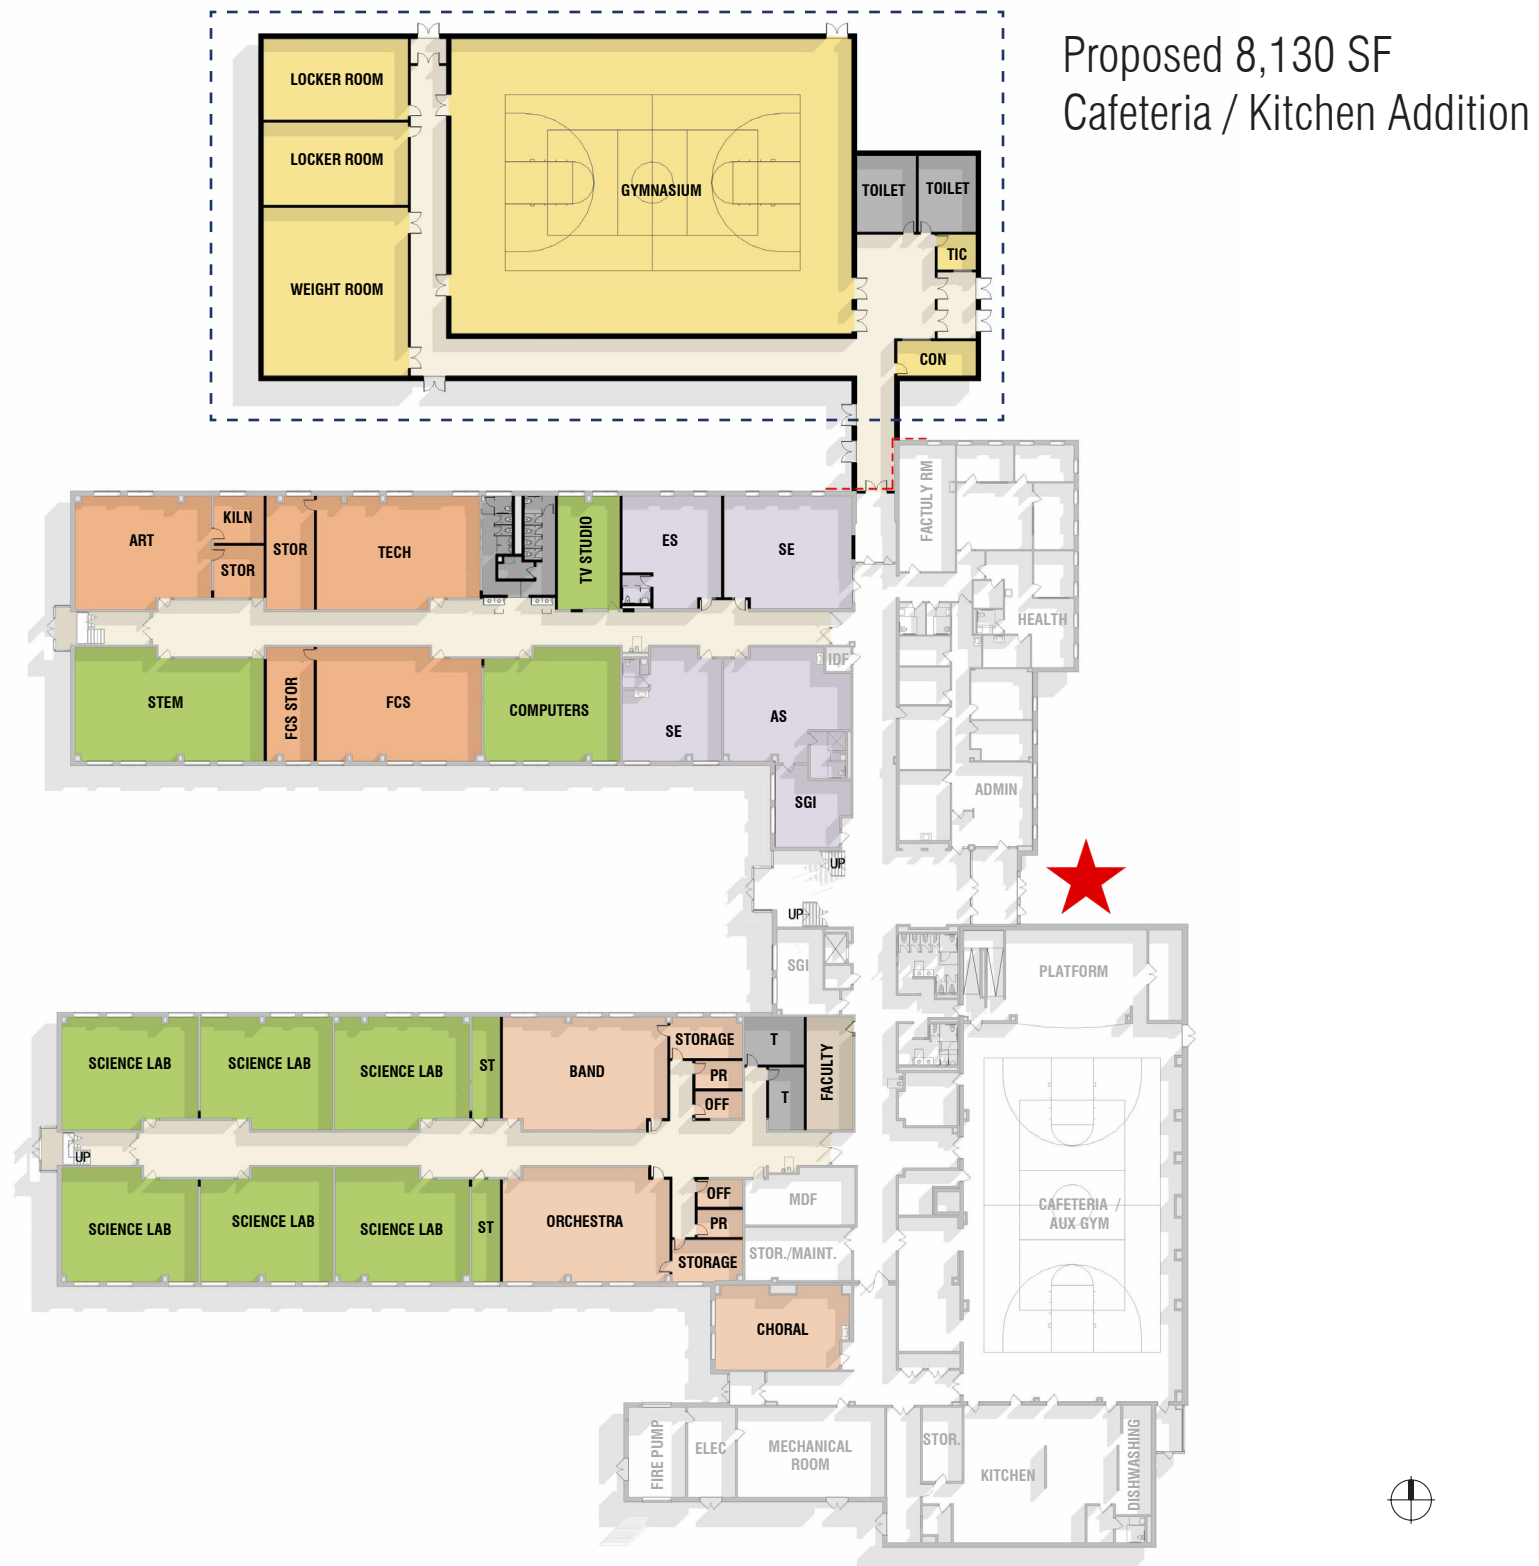 Proposed 8,130 SF
Cafeteria / Kitchen Addition
LOCKER ROOM
LOCKER ROOM
WEIGHT ROOM
GYMNASIUM
TOILET
TOILET
TIC
CON
FACTULY RM
ART
KILN
STOR
STOR
TECH
TV STUDIO
ES
SE
HEALTH
STEM
FCS STOR
FCS
COMPUTERS
SE
AS
IDF
SGI
ADMIN
UP
UP
SGI
PLATFORM
SCIENCE LAB
SCIENCE LAB
SCIENCE LAB
ST
BAND
STORAGE
PR
OFF
T
T
FACULTY
UP
SCIENCE LAB
SCIENCE LAB
SCIENCE LAB
ST
ORCHESTRA
OFF
PR
STORAGE
MDF
STOR./MAINT.
CAFETERIA /
AUX GYM
CHORAL
FIRE PUMP
ELEC
MECHANICAL
ROOM
STOR.
KITCHEN
DISHWASHING